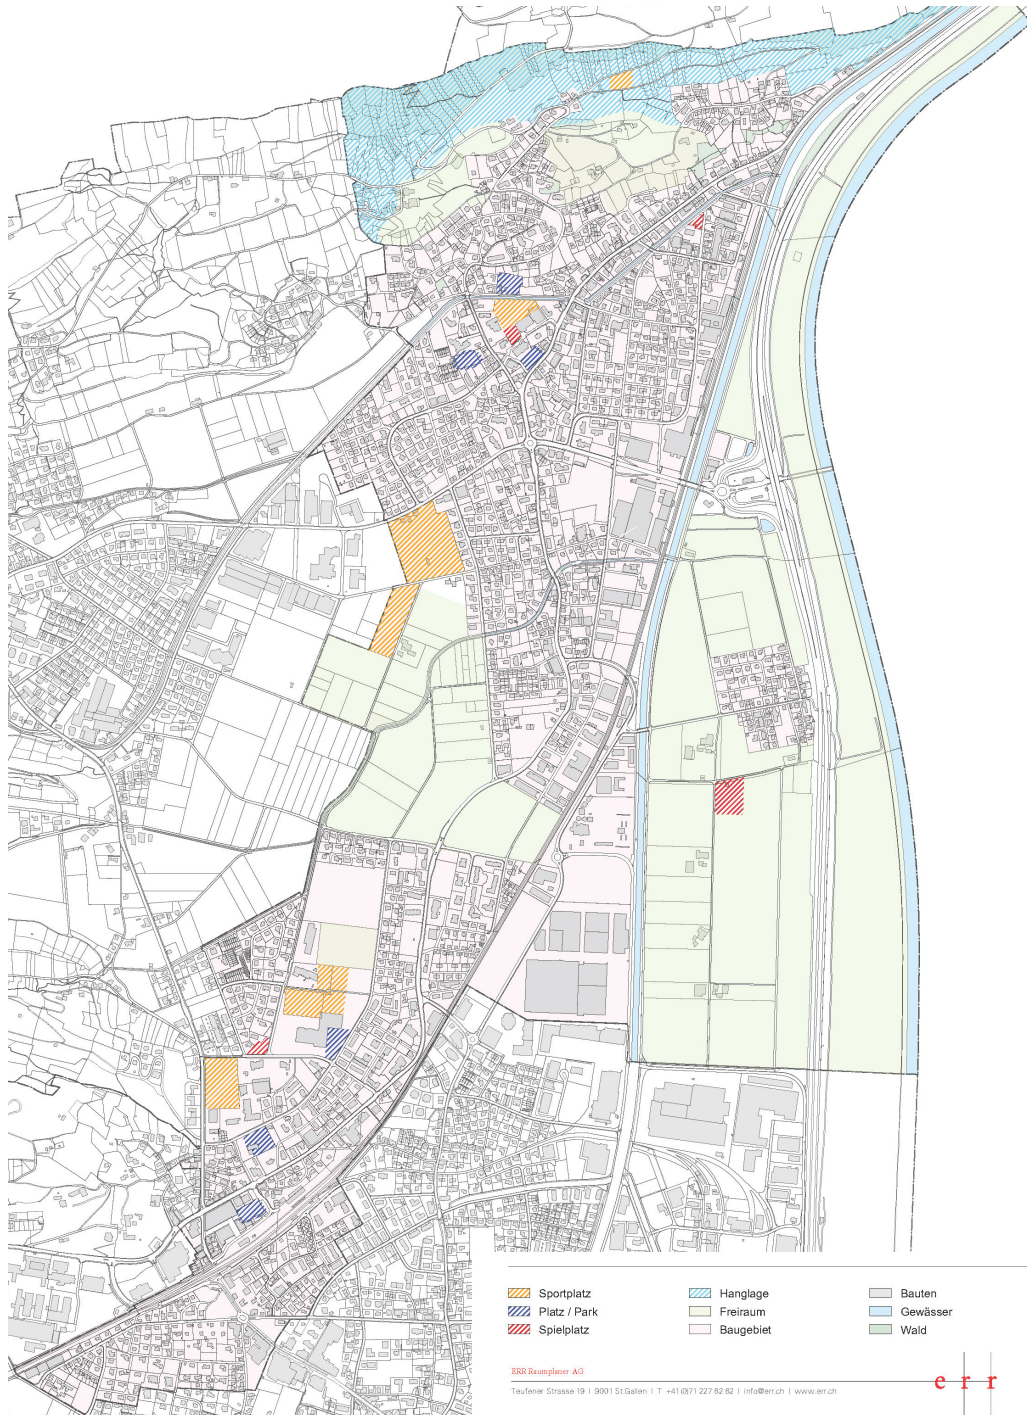 Sportplatz
Platz / Park
Spielplatz
Hanglage
Freiraum
Baugebiet
Bauten
Gewässer
Wald
ERR Raumplaner AG
Teufener Strasse 19 | 9001 St.Gallen | T +41 (0)71 227 62 62 | info@err.ch | www.err.ch
e r r